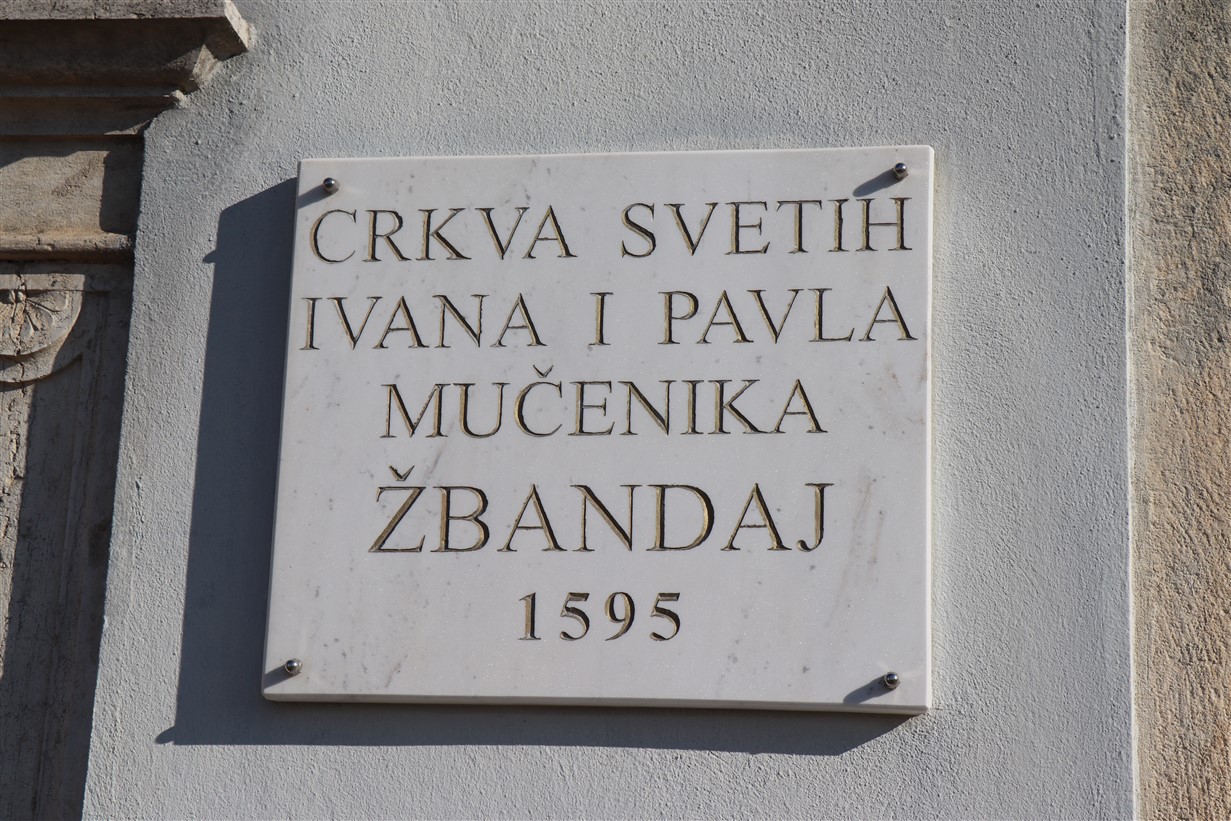 CRKVA SVETIH
IVANA I PAVLA
MUČENIKA
ŽBANDAJ
1595